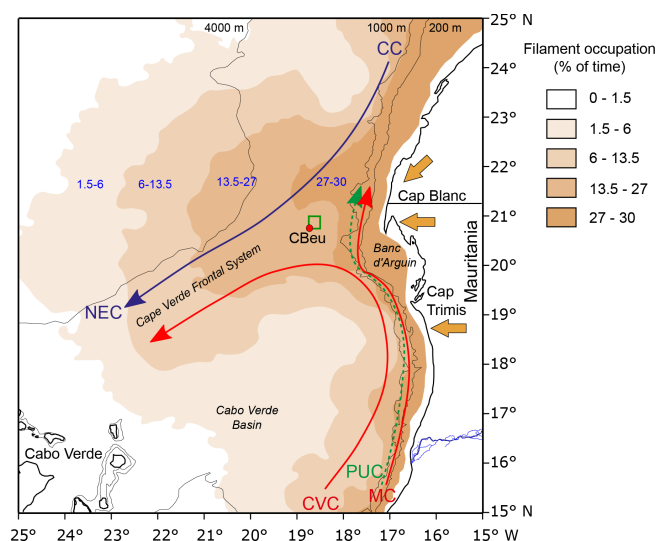 4000 m
1000 m
200 m
CC
25° N
24°
23°
22°
21°
20°
19°
18°
17°
16°
15° N
Filament occupation
(% of time)
0 - 1.5
1.5 - 6
6 - 13.5
13.5 - 27
27 - 30
1.5-6
6-13.5
13.5-27
27-30
Cap Blanc
CBeu
Banc
d'Arguin
Mauritania
Cape Verde Frontal System
Cap
Trimis
NEC
Cabo Verde
Basin
Cabo Verde
PUC
CVC
MC
25°
24°
23°
22°
21°
20°
19°
18°
17°
16°
15° W